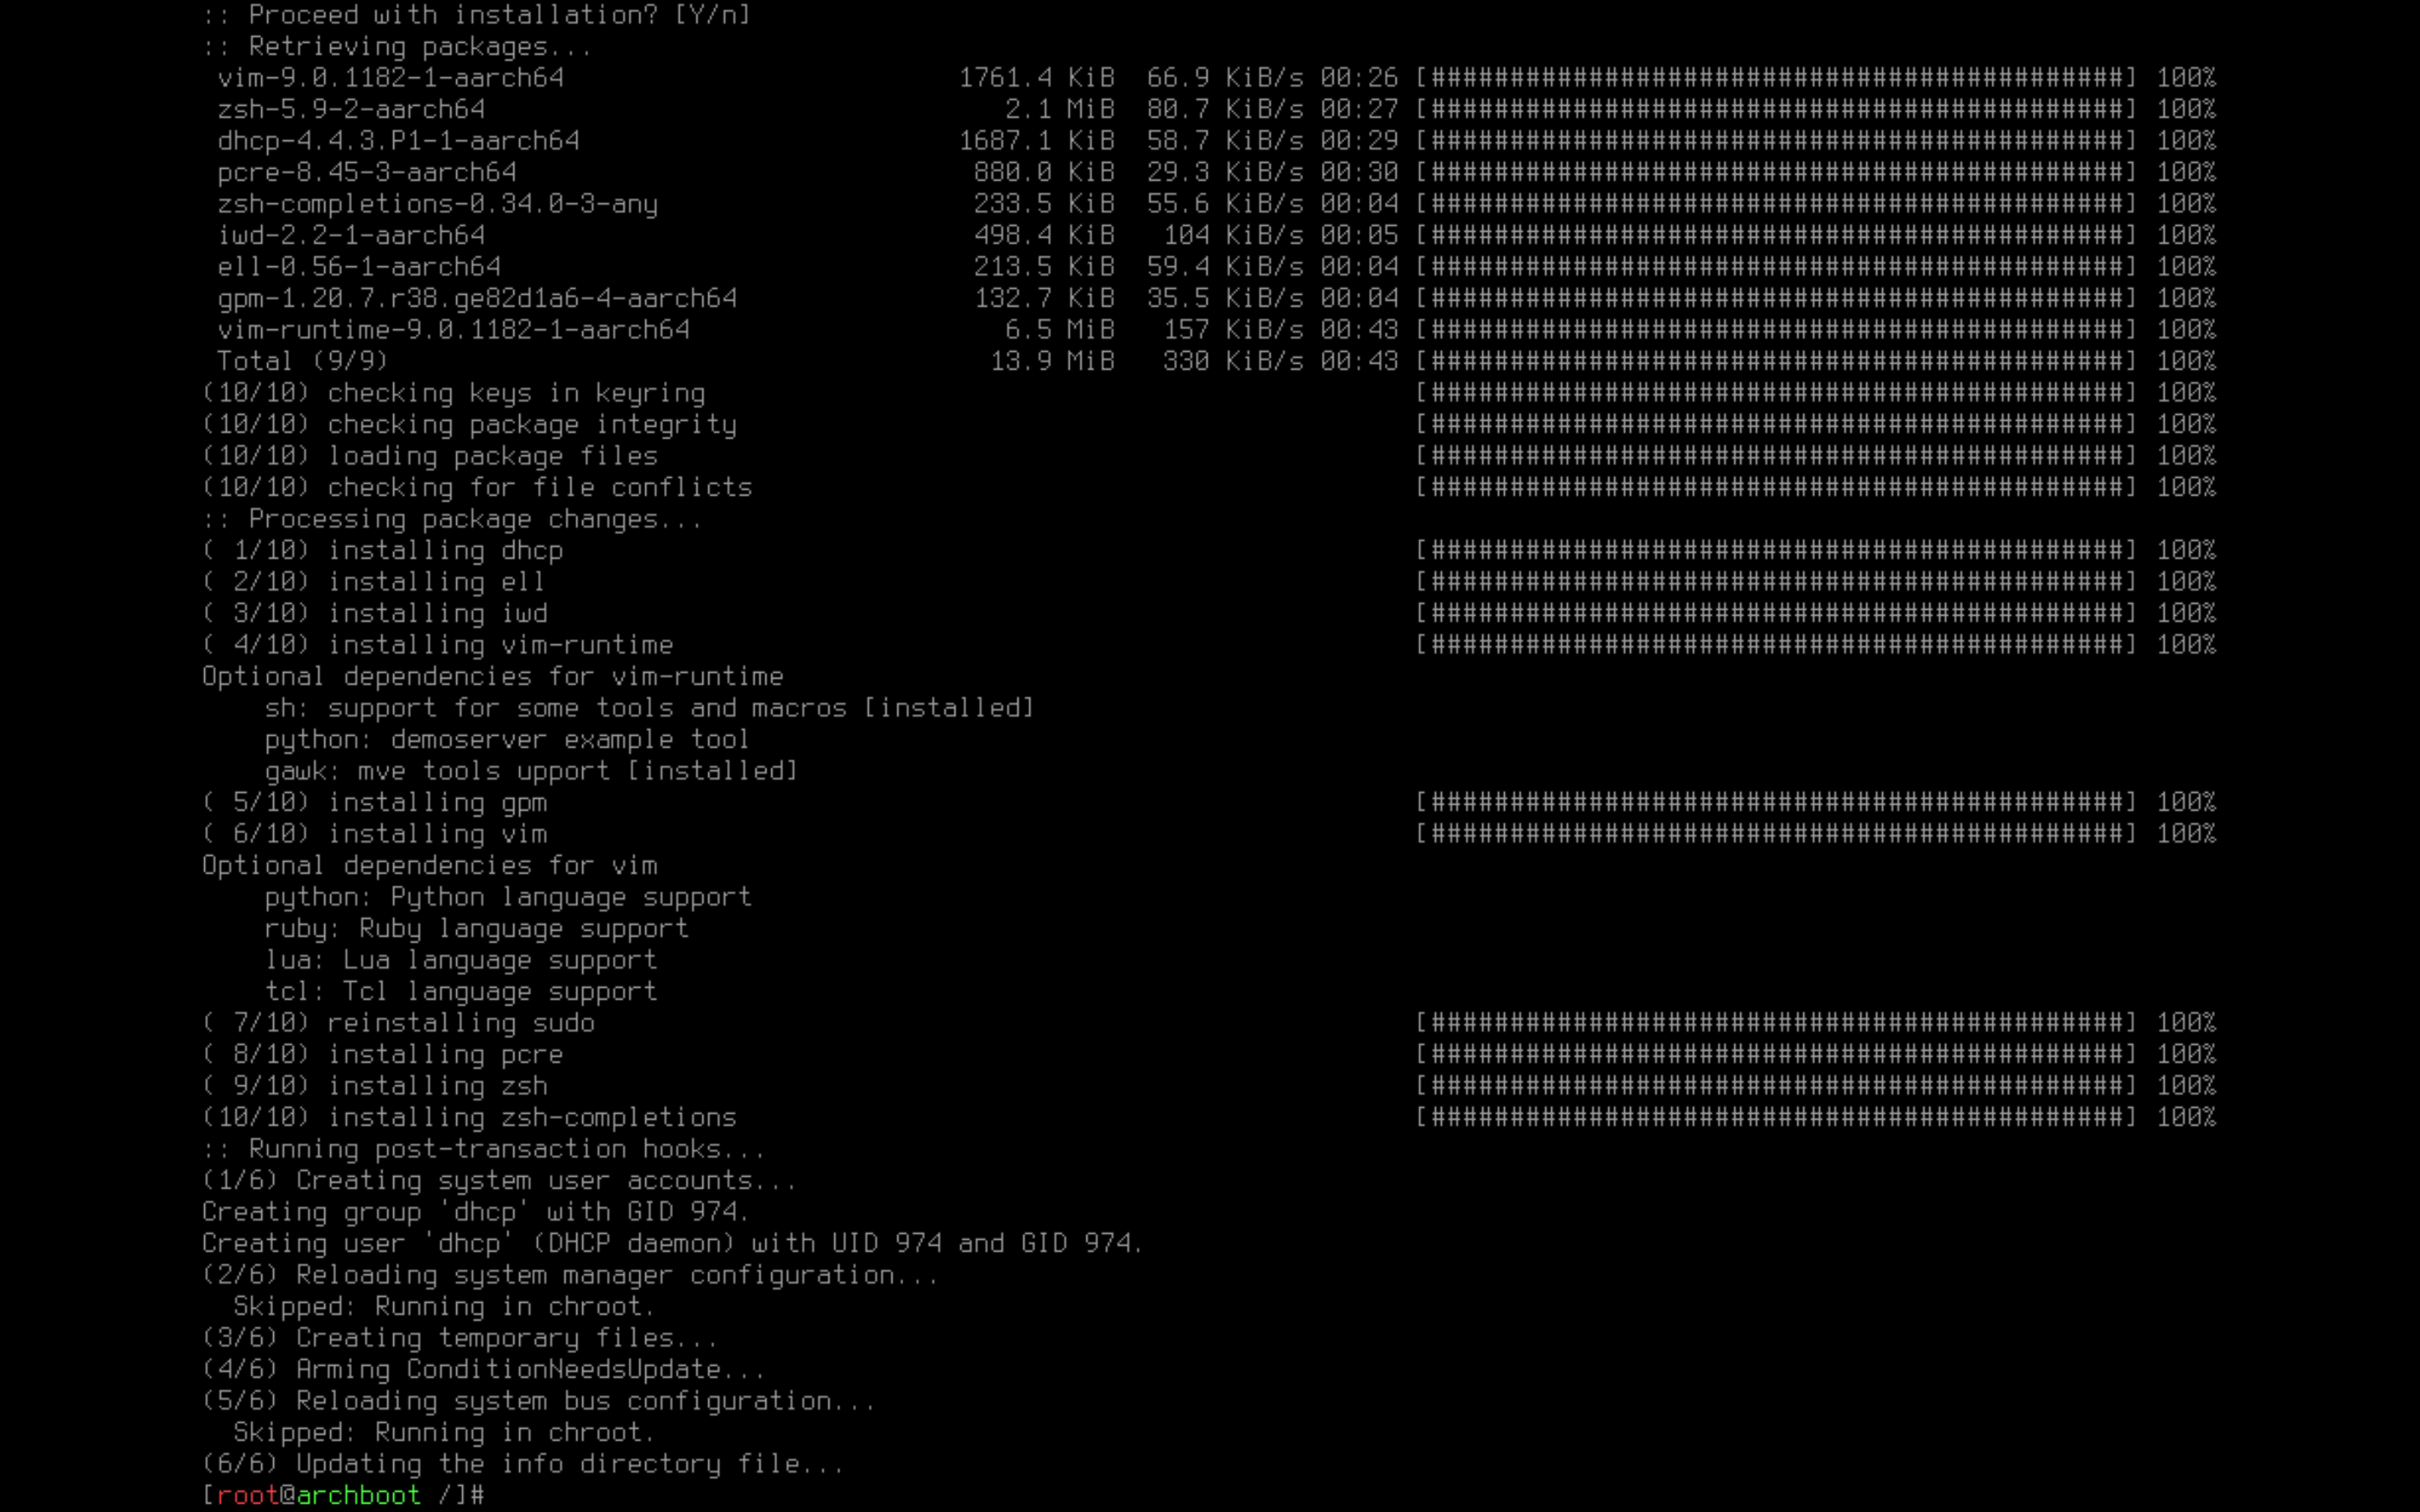 :: Proceed with installation? [Y/n]
:: Retrieving packages...
 vim-9.0.1182-1-aarch64 1761.4 KiB 66.9 KiB/s 00:26 [############################################] 100%
 zsh-5.9-2-aarch64 2.1 MiB 80.7 KiB/s 00:27 [############################################] 100%
 dhcp-4.4.3.P1-1-aarch64 1687.1 KiB 58.7 KiB/s 00:29 [############################################] 100%
 pcre-8.45-3-aarch64 880.0 KiB 29.3 KiB/s 00:30 [############################################] 100%
 zsh-completions-0.34.0-3-any 233.5 KiB 55.6 KiB/s 00:04 [############################################] 100%
 iwd-2.2-1-aarch64 498.4 KiB 104 KiB/s 00:05 [############################################] 100%
 ell-0.56-1-aarch64 213.5 KiB 59.4 KiB/s 00:04 [############################################] 100%
 gpm-1.20.7.r38.ge82d1a6-4-aarch64 132.7 KiB 35.5 KiB/s 00:04 [############################################] 100%
 vim-runtime-9.0.1182-1-aarch64 6.5 MiB 157 KiB/s 00:43 [############################################] 100%
 Total (9/9) 13.9 MiB 330 KiB/s 00:43 [############################################] 100%
(10/10) checking keys in keyring [############################################] 100%
(10/10) checking package integrity [############################################] 100%
(10/10) loading package files [############################################] 100%
(10/10) checking for file conflicts [############################################] 100%
:: Processing package changes...
( 1/10) installing dhcp [############################################] 100%
( 2/10) installing ell [############################################] 100%
( 3/10) installing iwd [############################################] 100%
( 4/10) installing vim-runtime [############################################] 100%
Optional dependencies for vim-runtime
    sh: support for some tools and macros [installed]
    python: demoserver example tool
    gawk: mve tools upport [installed]
( 5/10) installing gpm [############################################] 100%
( 6/10) installing vim [############################################] 100%
Optional dependencies for vim
    python: Python language support
    ruby: Ruby language support
    lua: Lua language support
    tcl: Tcl language support
( 7/10) reinstalling sudo [############################################] 100%
( 8/10) installing pcre [############################################] 100%
( 9/10) installing zsh [############################################] 100%
(10/10) installing zsh-completions [############################################] 100%
:: Running post-transaction hooks...
(1/6) Creating system user accounts...
Creating group 'dhcp' with GID 974.
Creating user 'dhcp' (DHCP daemon) with UID 974 and GID 974.
(2/6) Reloading system manager configuration...
  Skipped: Running in chroot.
(3/6) Creating temporary files...
(4/6) Arming ConditionNeedsUpdate...
(5/6) Reloading system bus configuration...
  Skipped: Running in chroot.
(6/6) Updating the info directory file...
[root@archboot /]#